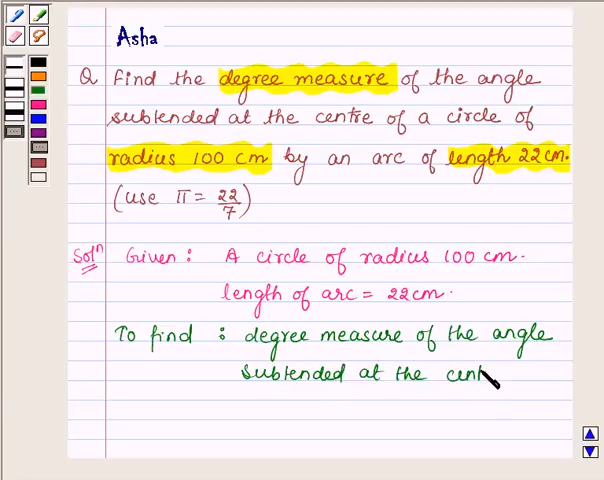 Asha
Q Find the degree measure of the angle
subtended at the centre of a circle of
radius 100 cm by an arc of length 22 cm.
(use π = 22/7)
Solⁿ Given : A circle of radius 100 cm.
length of arc = 22 cm.
To find : degree measure of the angle
subtended at the cent